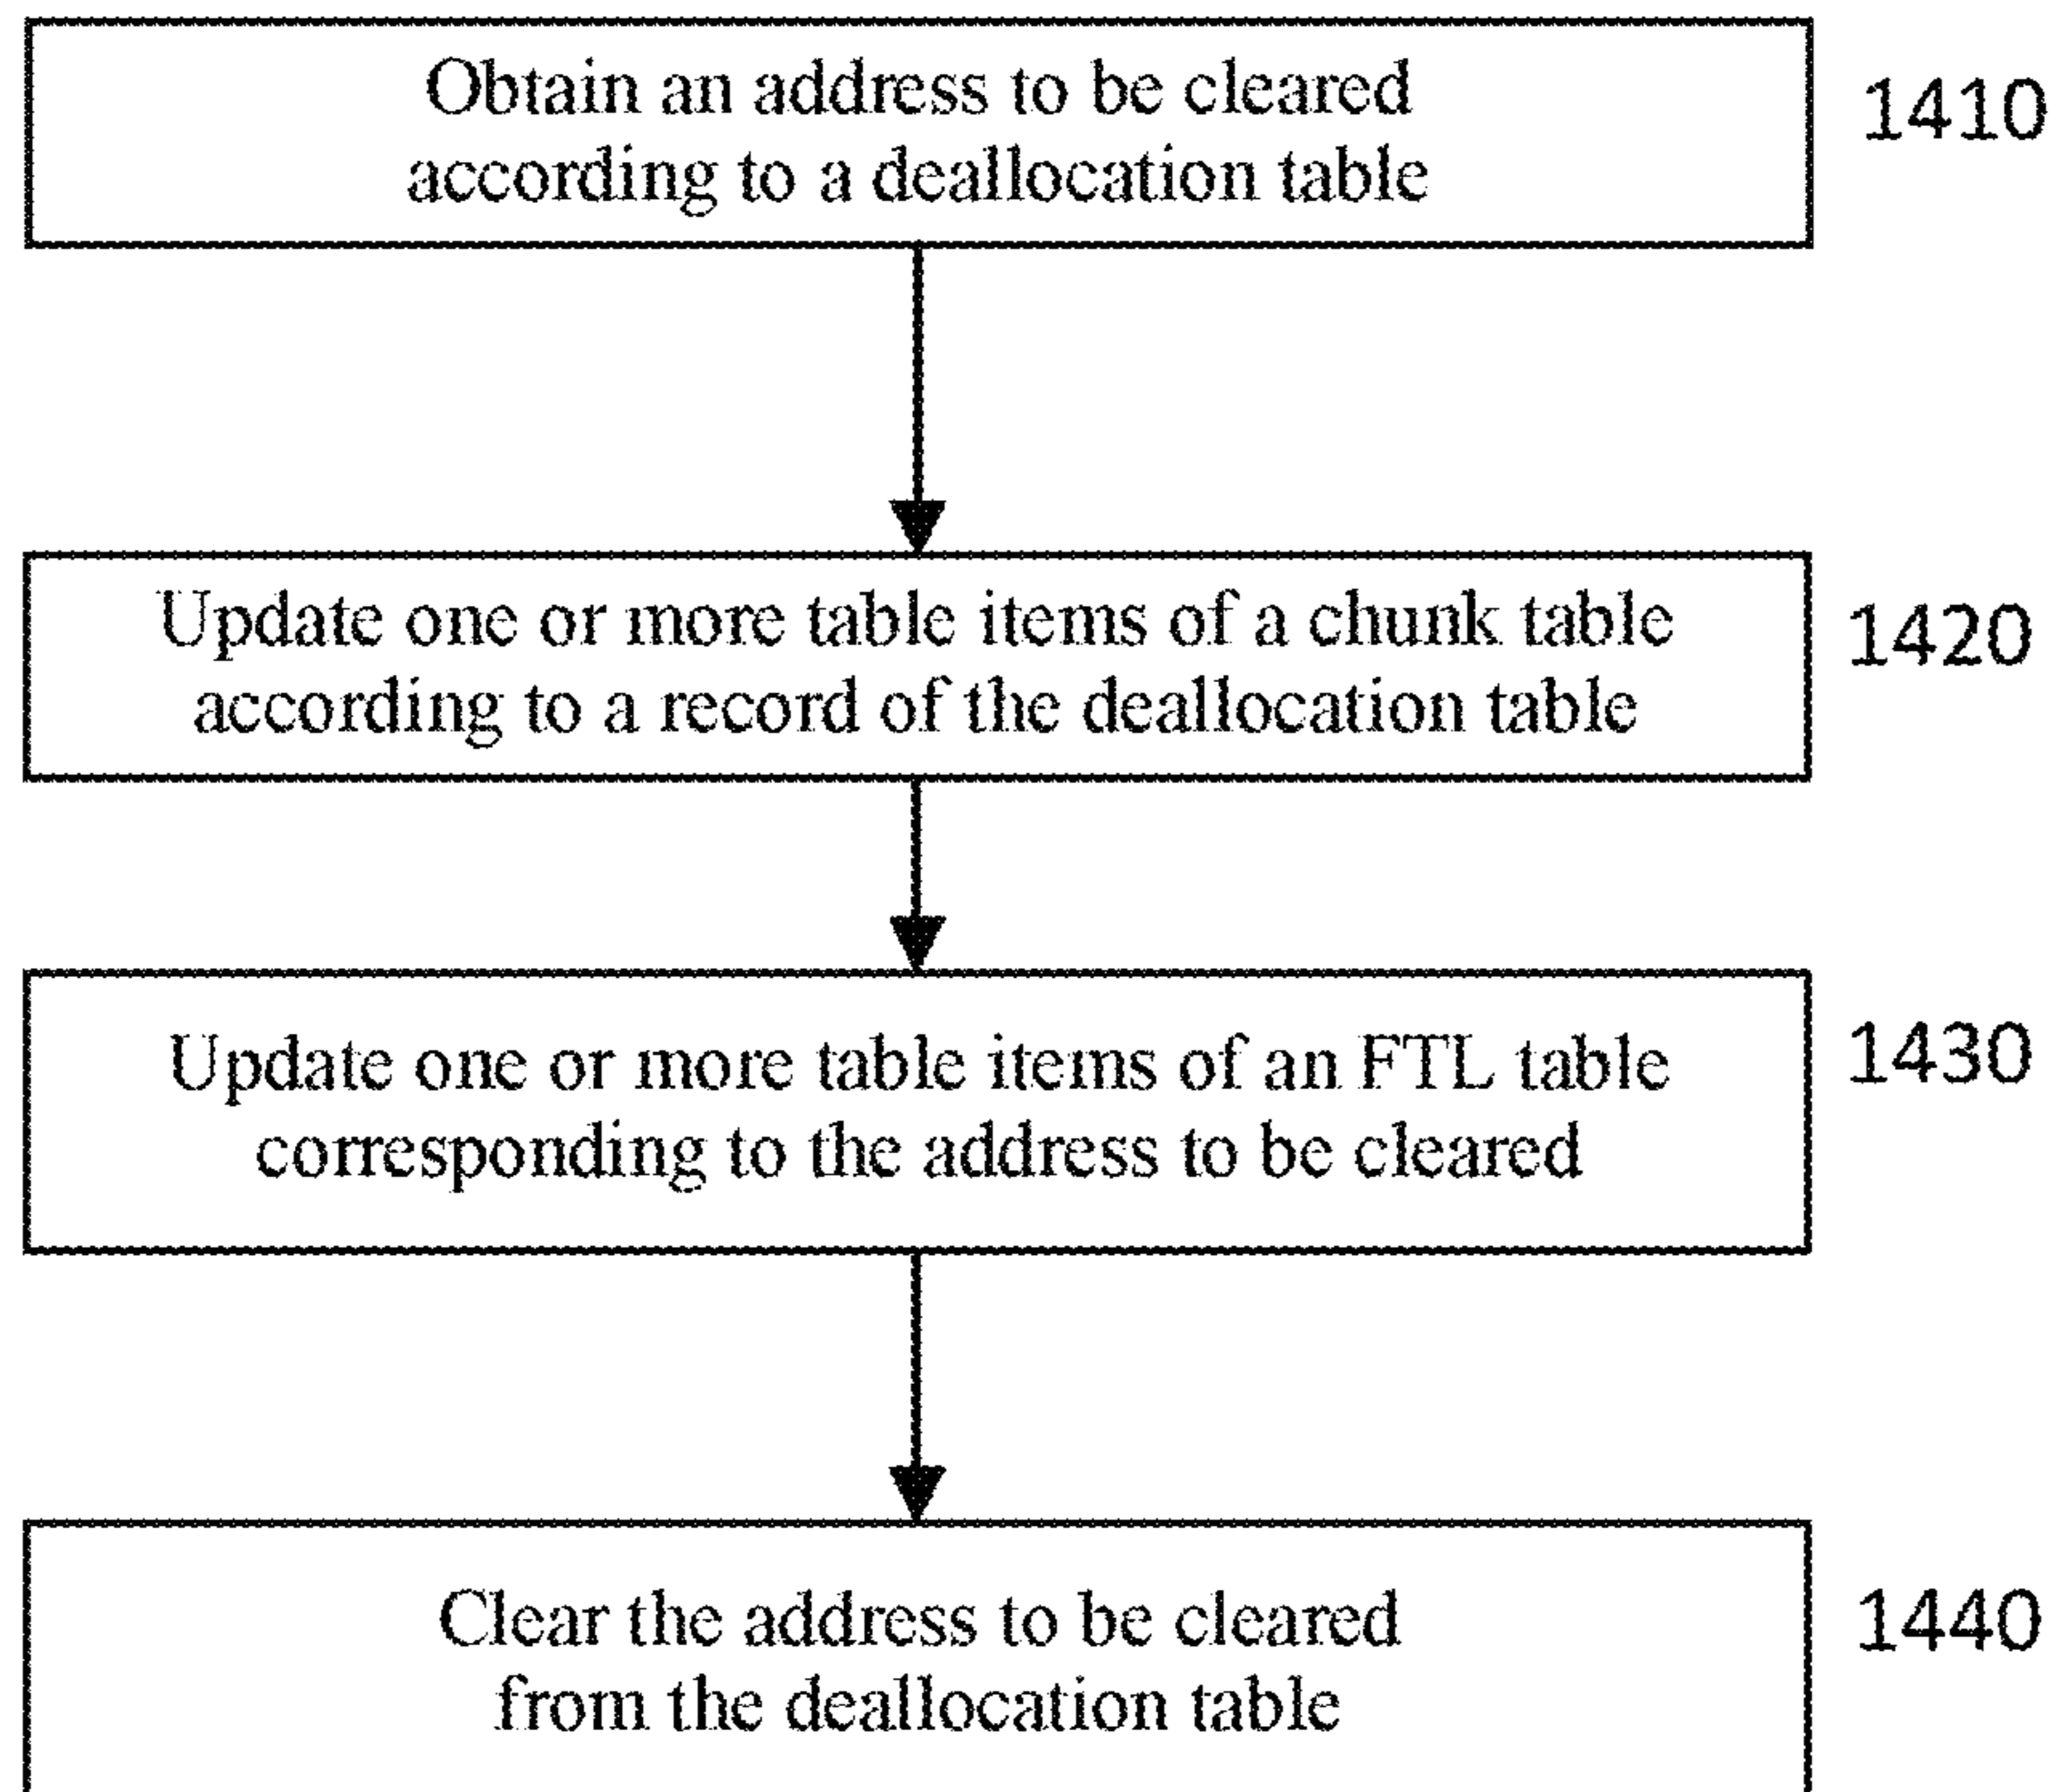 Obtain an address to be cleared
according to a deallocation table
1410
Update one or more table items of a chunk table
according to a record of the deallocation table
1420
Update one or more table items of an FTL table
corresponding to the address to be cleared
1430
Clear the address to be cleared
from the deallocation table
1440